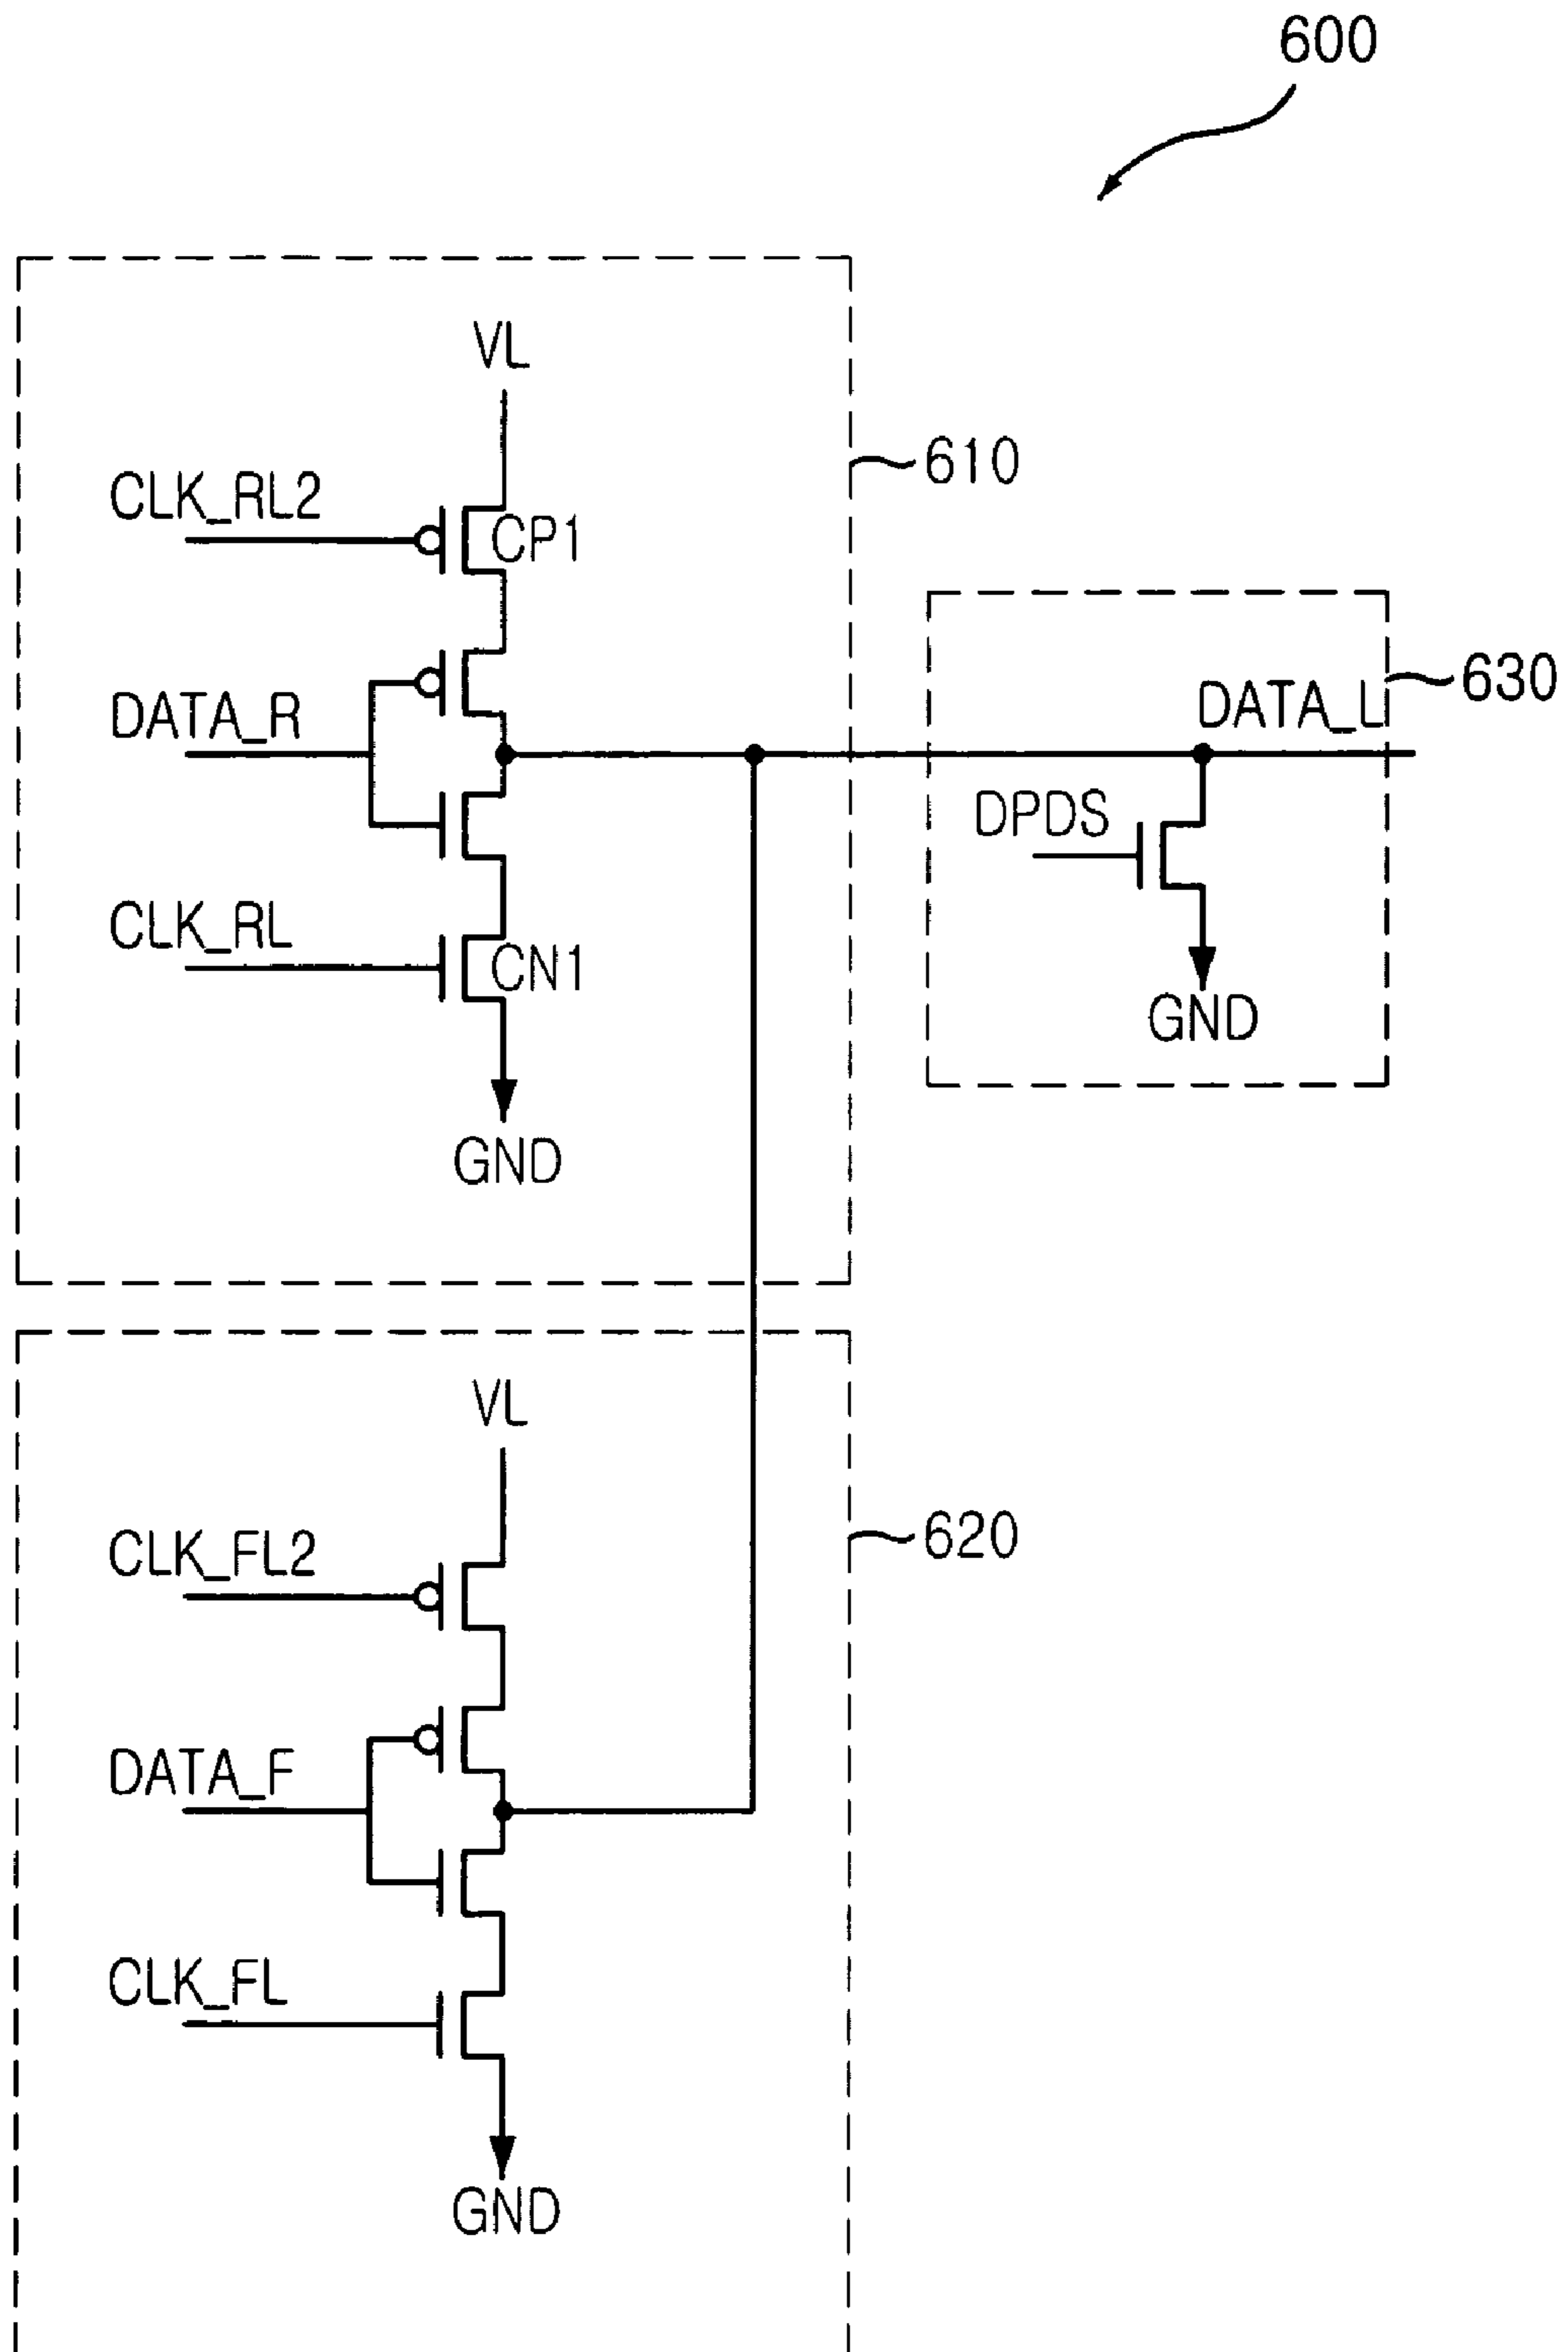 600
VL
610
CLK_RL2
CP1
630
DATA_R
DATA_L
DPDS
CLK_RL
CN1
GND
GND
VL
620
CLK_FL2
DATA_F
CLK_FL
GND